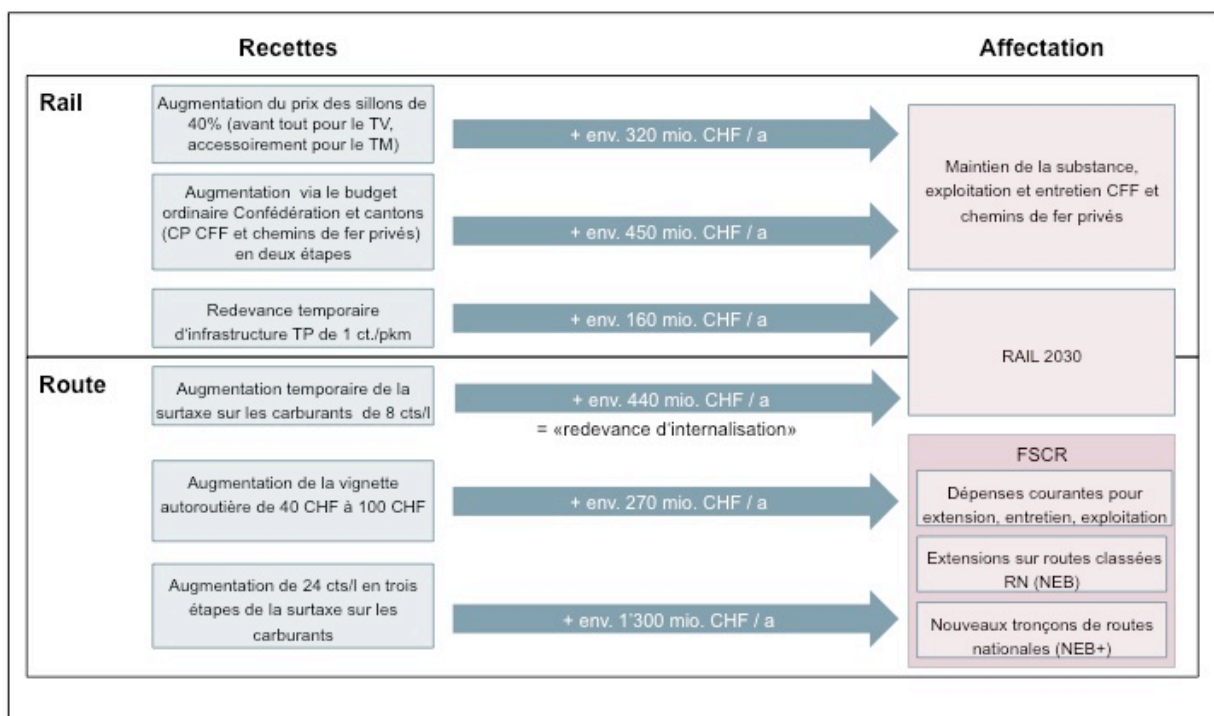 Recettes
Affectation
Rail
Augmentation du prix des sillons de
40% (avant tout pour le TV,
accessoirement pour le TM)
+ env. 320 mio. CHF / a
Maintien de la substance,
exploitation et entretien CFF et
chemins de fer privés
Augmentation via le budget
ordinaire Confédération et cantons
(CP CFF et chemins de fer privés)
en deux étapes
+ env. 450 mio. CHF / a
Redevance temporaire
d'infrastructure TP de 1 ct./pkm
+ env. 160 mio. CHF / a
RAIL 2030
Route
Augmentation temporaire de la
surtaxe sur les carburants de 8 cts/l
+ env. 440 mio. CHF / a
= «redevance d'internalisation»
FSCR
Augmentation de la vignette
autoroutière de 40 CHF à 100 CHF
+ env. 270 mio. CHF / a
Dépenses courantes pour
extension, entretien, exploitation
Extensions sur routes classées
RN (NEB)
Augmentation de 24 cts/l en trois
étapes de la surtaxe sur les
carburants
+ env. 1'300 mio. CHF / a
Nouveaux tronçons de routes
nationales (NEB+)